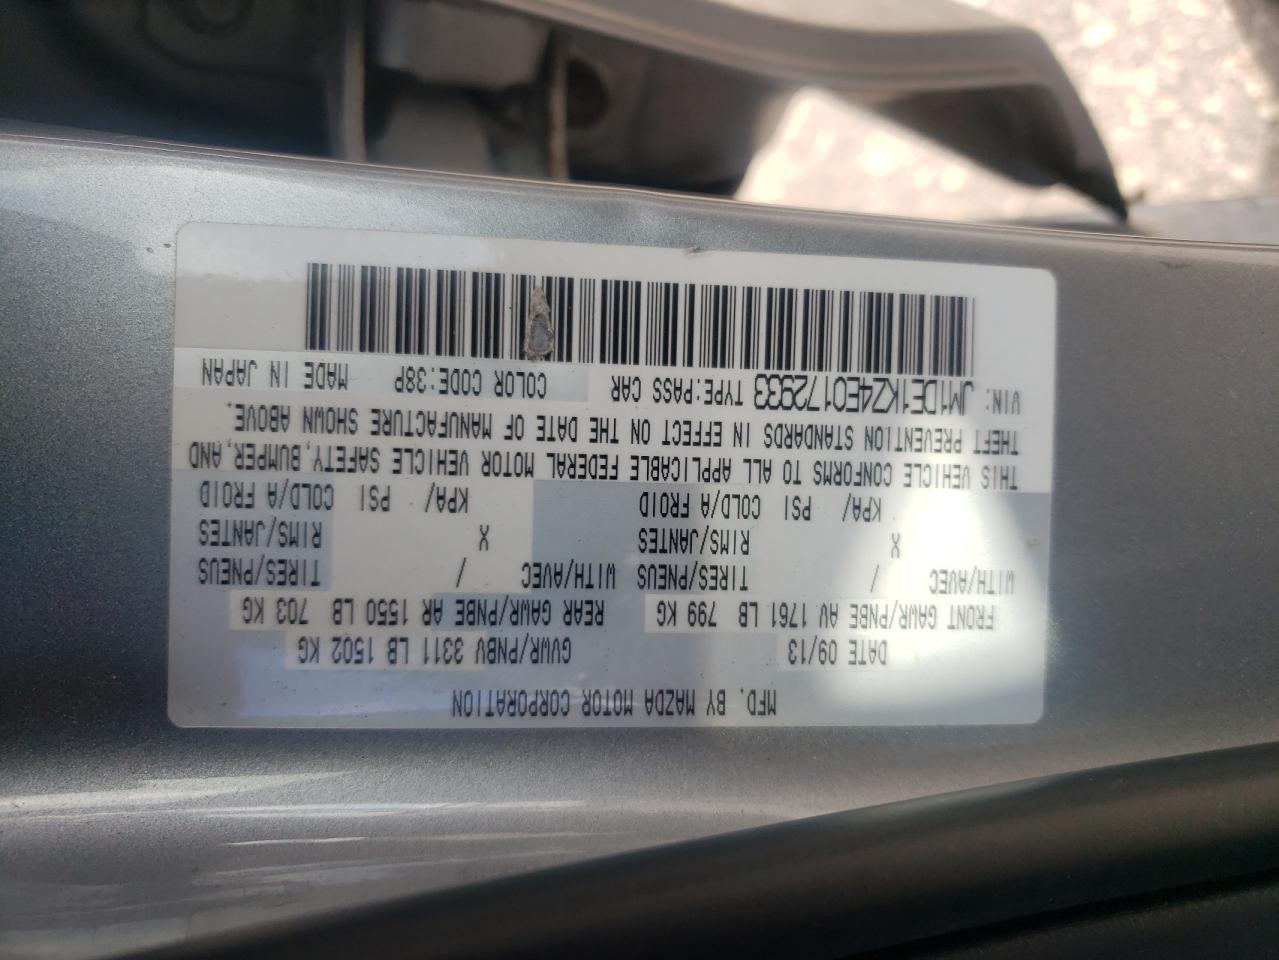 MFD. BY MAZDA MOTOR CORPORATION
DATE 09/13 GVWR/PNBV 3311 LB 1502 KG
FRONT GAWR/PNBE AV 1761 LB 799 KG REAR GAWR/PNBE AR 1550 LB 703 KG
WITH/AVEC / TIRES/PNEUS WITH/AVEC / TIRES/PNEUS
X RIMS/JANTES X RIMS/JANTES
KPA/ PSI COLD/A FROID KPA/ PSI COLD/A FROID
THIS VEHICLE CONFORMS TO ALL APPLICABLE FEDERAL MOTOR VEHICLE SAFETY, BUMPER, AND
THEFT PREVENTION STANDARDS IN EFFECT ON THE DATE OF MANUFACTURE SHOWN ABOVE.
VIN: JM1DE1KZ4E0172933 TYPE:PASS CAR COLOR CODE:38P MADE IN JAPAN